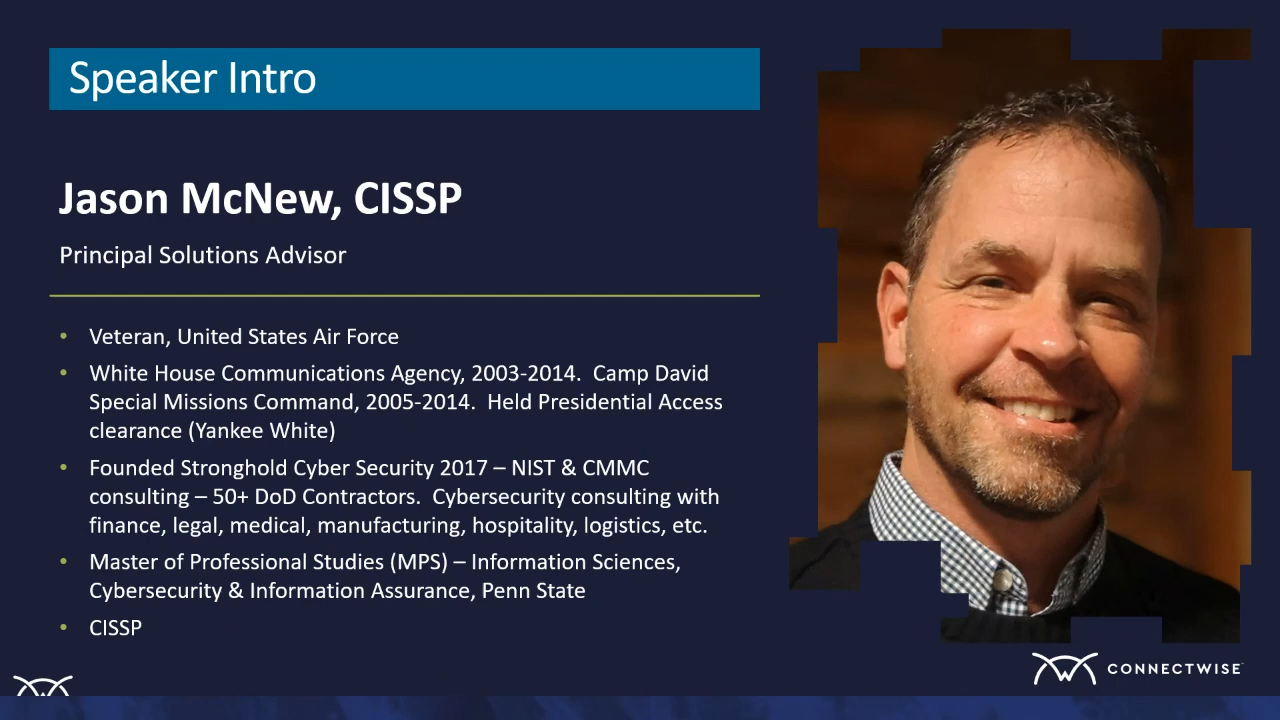 Speaker Intro
Jason McNew, CISSP
Principal Solutions Advisor
• Veteran, United States Air Force
• White House Communications Agency, 2003-2014.  Camp David
Special Missions Command, 2005-2014.  Held Presidential Access
clearance (Yankee White)
• Founded Stronghold Cyber Security 2017 – NIST & CMMC
consulting – 50+ DoD Contractors.  Cybersecurity consulting with
finance, legal, medical, manufacturing, hospitality, logistics, etc.
• Master of Professional Studies (MPS) – Information Sciences,
Cybersecurity & Information Assurance, Penn State
• CISSP
CONNECTWISE